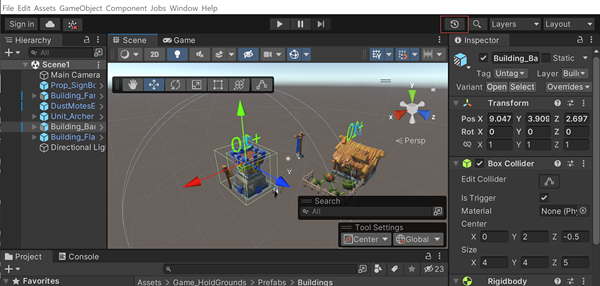 File Edit Assets GameObject Component Jobs Window Help
Sign in
Layers
Layout
Hierarchy
Scene
Game
Inspector
All
Scene1
Main Camera
Prop_SignBo
Building_Far
DustMotesE
Unit_Archer
Building_Bar
Building_Fla
Directional Ligh
2D
y
x
z
Persp
Search
All
Tool Settings
Center
Global
Building_Ba
Static
Tag Untag
Layer Buil
Variant Open Select
Overrides
Transform
Pos X 9.047 Y 3.909 Z 2.697
Rot X 0 Y 0 Z 0
X 1 Y 1 Z 1
Box Collider
Edit Collider
Is Trigger
Material None (Phy
Center
X 0 Y 2 Z -0.5
Size
X 4 Y 4 Z 5
Rigidbody
Project
Console
23
Favorites
Assets > Game_HoldGrounds > Prefabs > Buildings